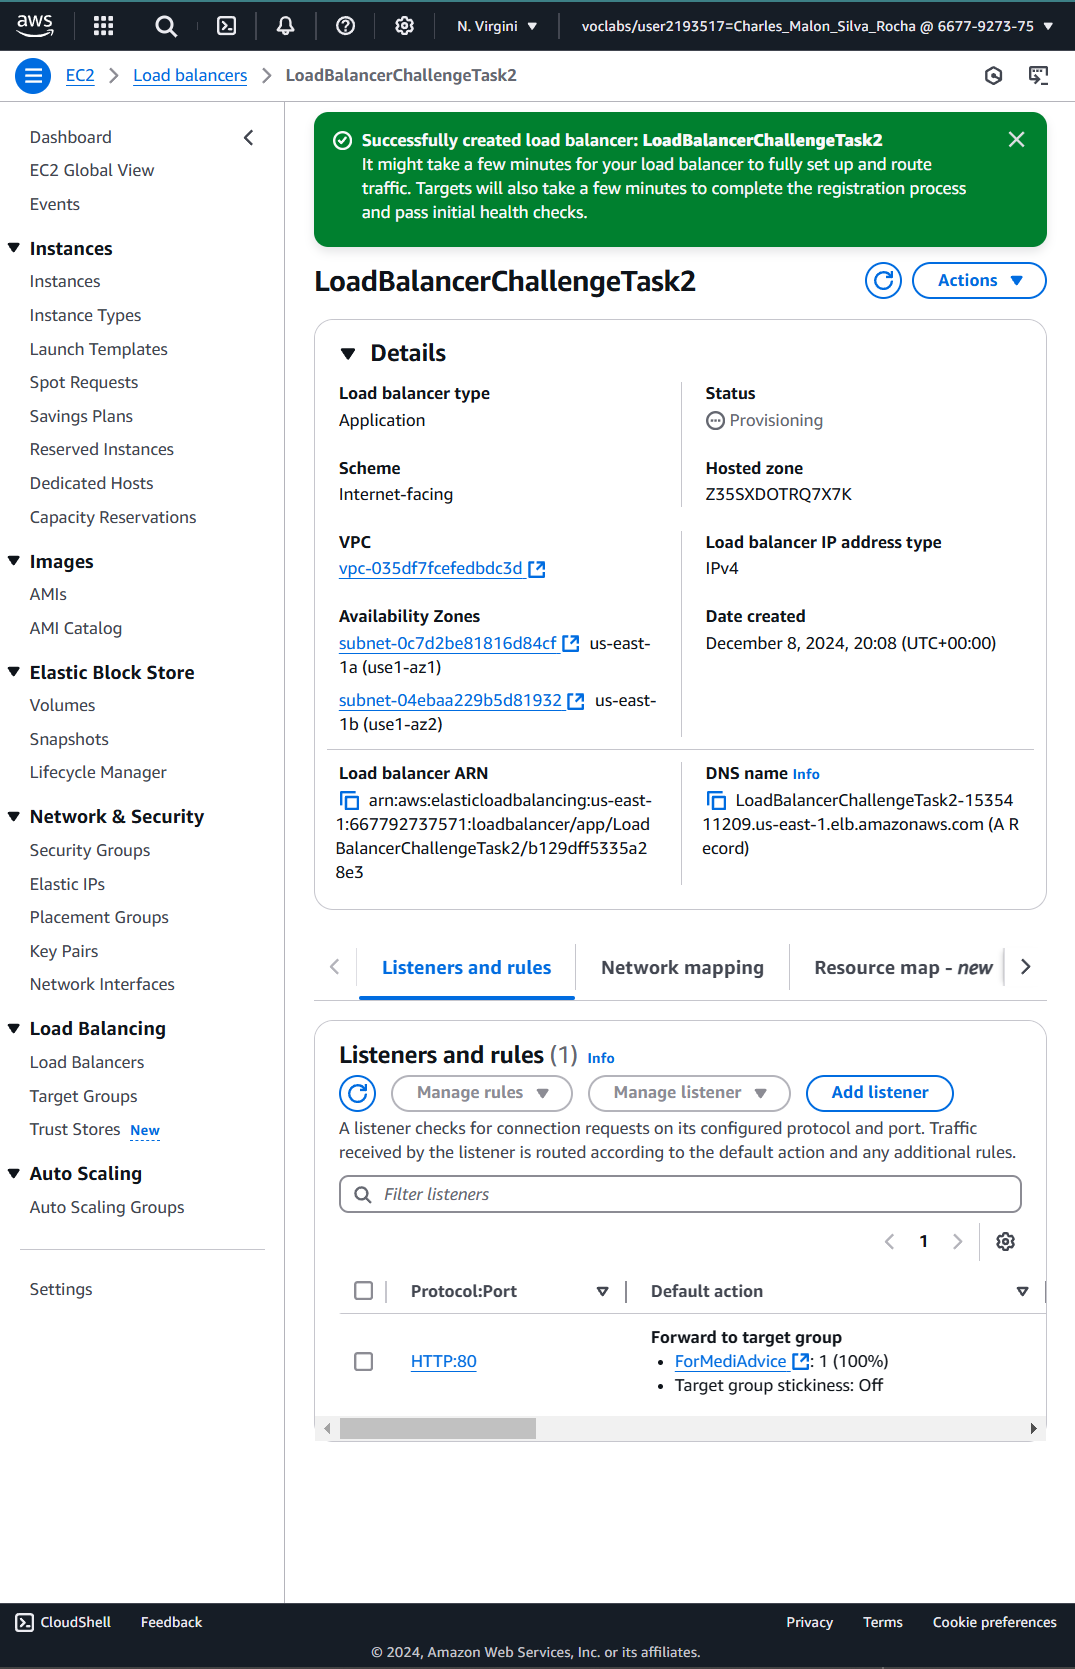 aws
N. Virgini
voclabs/user2193517=Charles_Malon_Silva_Rocha @ 6677-9273-75
EC2
Load balancers
LoadBalancerChallengeTask2
Dashboard
EC2 Global View
Events
Instances
Instances
Instance Types
Launch Templates
Spot Requests
Savings Plans
Reserved Instances
Dedicated Hosts
Capacity Reservations
Images
AMIs
AMI Catalog
Elastic Block Store
Volumes
Snapshots
Lifecycle Manager
Network & Security
Security Groups
Elastic IPs
Placement Groups
Key Pairs
Network Interfaces
Load Balancing
Load Balancers
Target Groups
Trust Stores New
Auto Scaling
Auto Scaling Groups
Settings
Successfully created load balancer: LoadBalancerChallengeTask2
It might take a few minutes for your load balancer to fully set up and route
traffic. Targets will also take a few minutes to complete the registration process
and pass initial health checks.
LoadBalancerChallengeTask2
Actions
Details
Load balancer type
Application
Status
Provisioning
Scheme
Internet-facing
Hosted zone
Z35SXDOTRQ7X7K
VPC
vpc-035df7fcefedbdc3d
Load balancer IP address type
IPv4
Availability Zones
subnet-0c7d2be81816d84cf us-east-
1a (use1-az1)
subnet-04ebaa229b5d81932 us-east-
1b (use1-az2)
Date created
December 8, 2024, 20:08 (UTC+00:00)
Load balancer ARN
arn:aws:elasticloadbalancing:us-east-
1:667792737571:loadbalancer/app/Load
BalancerChallengeTask2/b129dff5335a2
8e3
DNS name Info
LoadBalancerChallengeTask2-15354
11209.us-east-1.elb.amazonaws.com (A R
ecord)
Listeners and rules
Network mapping
Resource map - new
Listeners and rules (1) Info
Manage rules
Manage listener
Add listener
A listener checks for connection requests on its configured protocol and port. Traffic
received by the listener is routed according to the default action and any additional rules.
Filter listeners
1
Protocol:Port
Default action
HTTP:80
Forward to target group
• ForMediAdvice : 1 (100%)
• Target group stickiness: Off
CloudShell
Feedback
Privacy
Terms
Cookie preferences
© 2024, Amazon Web Services, Inc. or its affiliates.